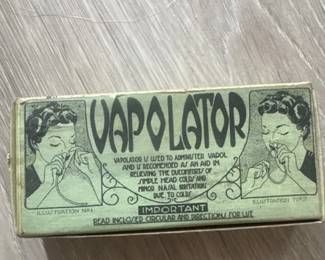 VAPOLATOR
VAPOLATOR IS USED TO ADMINISTER VADOL
AND IS RECOMENDED AS AN AID IN
RELIEVING THE DISCOMFORTS OF
SIMPLE HEAD COLDS AND
MINOR NASAL IRRITATION
DUE TO COLDS
ILLUSTRATION NO 1
ILLUSTRATION NO 2
IMPORTANT
READ INCLOSED CIRCULAR AND DIRECTIONS FOR USE